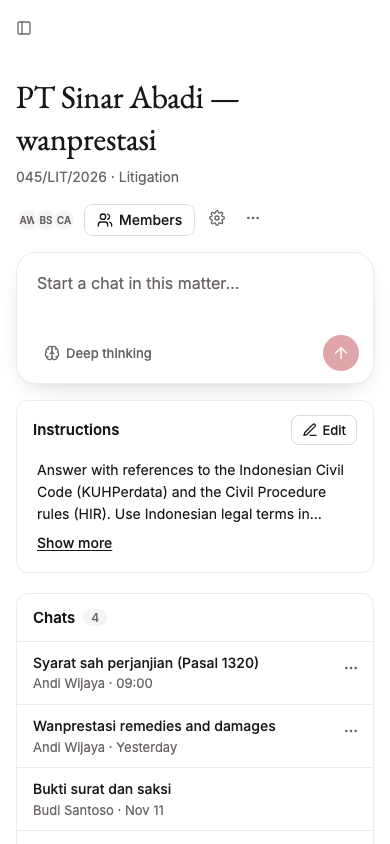 PT Sinar Abadi —
wanprestasi
045/LIT/2026 · Litigation
AW BS CA Members
Start a chat in this matter...
Deep thinking
Instructions Edit
Answer with references to the Indonesian Civil
Code (KUHPerdata) and the Civil Procedure
rules (HIR). Use Indonesian legal terms in...
Show more
Chats 4
Syarat sah perjanjian (Pasal 1320)
Andi Wijaya · 09:00
Wanprestasi remedies and damages
Andi Wijaya · Yesterday
Bukti surat dan saksi
Budi Santoso · Nov 11